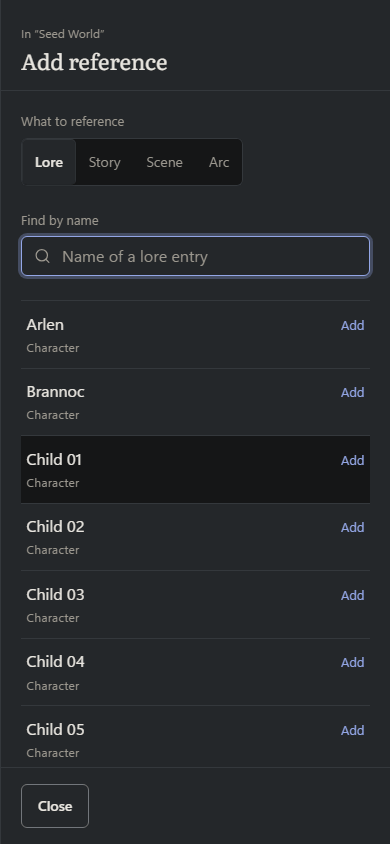 In "Seed World"
Add reference
What to reference
Lore Story Scene Arc
Find by name
Name of a lore entry
Arlen Add
Character
Brannoc Add
Character
Child 01 Add
Character
Child 02 Add
Character
Child 03 Add
Character
Child 04 Add
Character
Child 05 Add
Character
Close